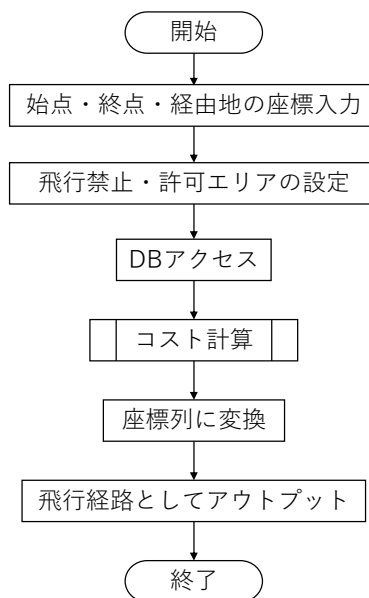 開始
始点・終点・経由地の座標入力
飛行禁止・許可エリアの設定
DBアクセス
コスト計算
座標列に変換
飛行経路としてアウトプット
終了